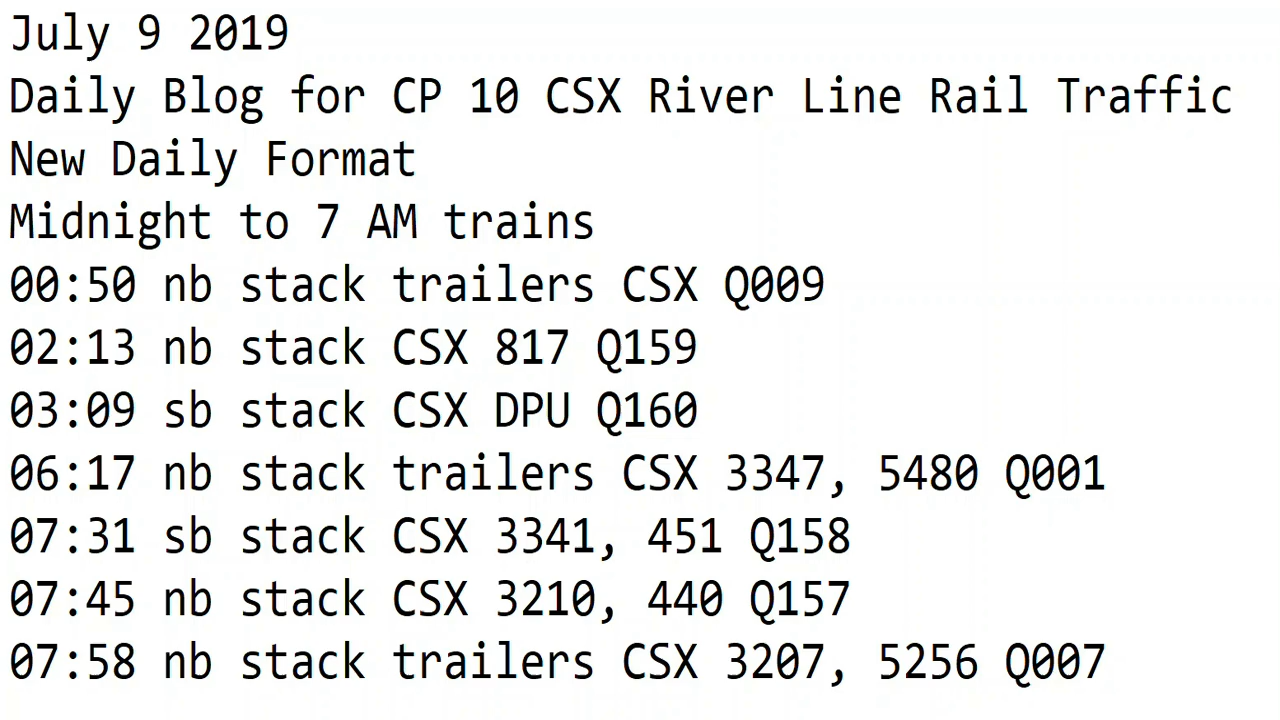 July 9 2019
Daily Blog for CP 10 CSX River Line Rail Traffic
New Daily Format
Midnight to 7 AM trains
00:50 nb stack trailers CSX Q009
02:13 nb stack CSX 817 Q159
03:09 sb stack CSX DPU Q160
06:17 nb stack trailers CSX 3347, 5480 Q001
07:31 sb stack CSX 3341, 451 Q158
07:45 nb stack CSX 3210, 440 Q157
07:58 nb stack trailers CSX 3207, 5256 Q007